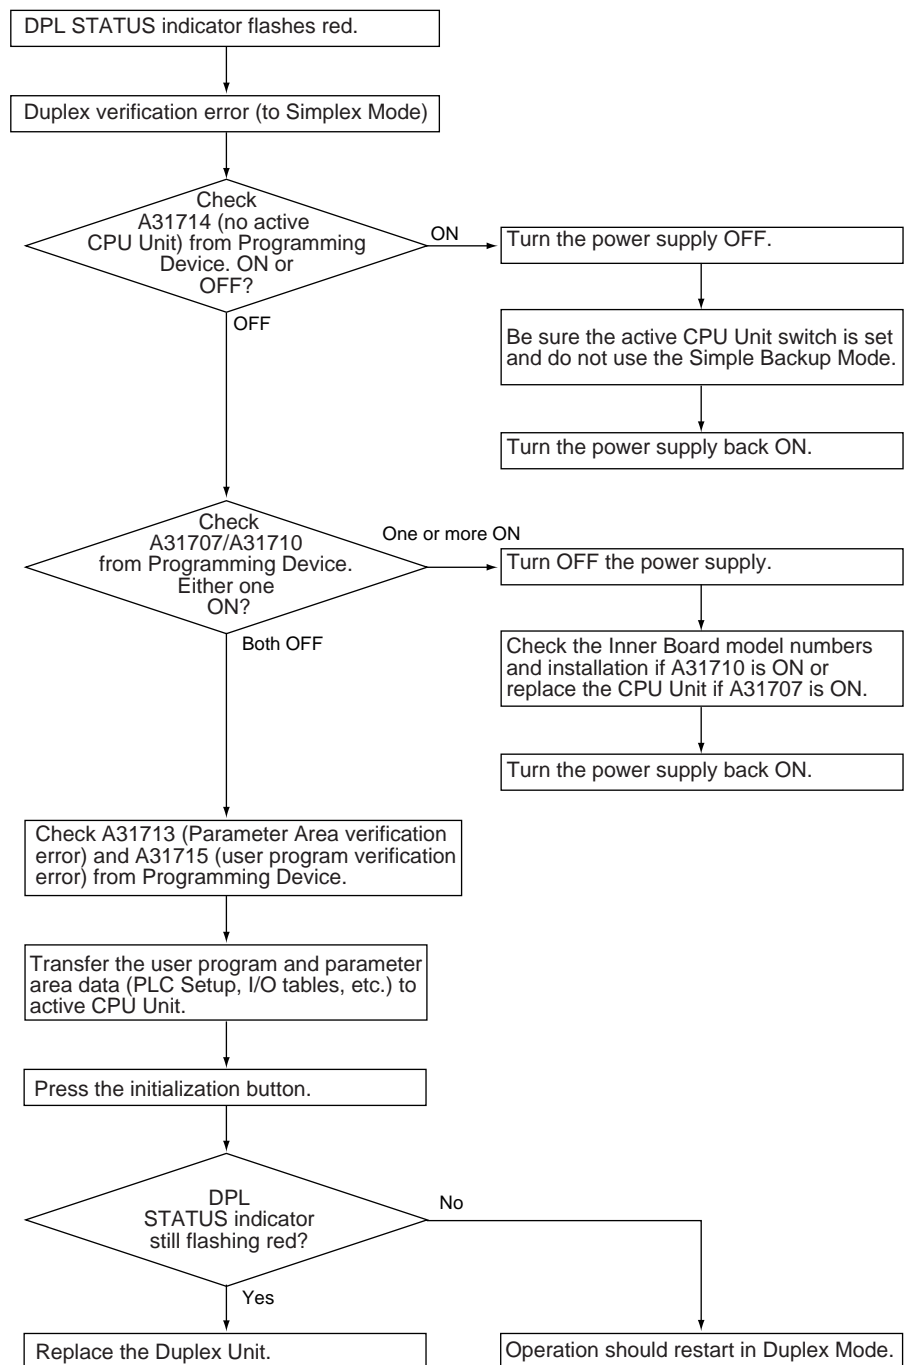 DPL STATUS indicator flashes red.
Duplex verification error (to Simplex Mode)
Check
A31714 (no active
CPU Unit) from Programming
Device. ON or
OFF?
ON
Turn the power supply OFF.
OFF
Be sure the active CPU Unit switch is set
and do not use the Simple Backup Mode.
Turn the power supply back ON.
Check
A31707/A31710
from Programming Device.
Either one
ON?
One or more ON
Turn OFF the power supply.
Both OFF
Check the Inner Board model numbers
and installation if A31710 is ON or
replace the CPU Unit if A31707 is ON.
Turn the power supply back ON.
Check A31713 (Parameter Area verification
error) and A31715 (user program verification
error) from Programming Device.
Transfer the user program and parameter
area data (PLC Setup, I/O tables, etc.) to
active CPU Unit.
Press the initialization button.
DPL
STATUS indicator
still flashing red?
No
Yes
Replace the Duplex Unit.
Operation should restart in Duplex Mode.